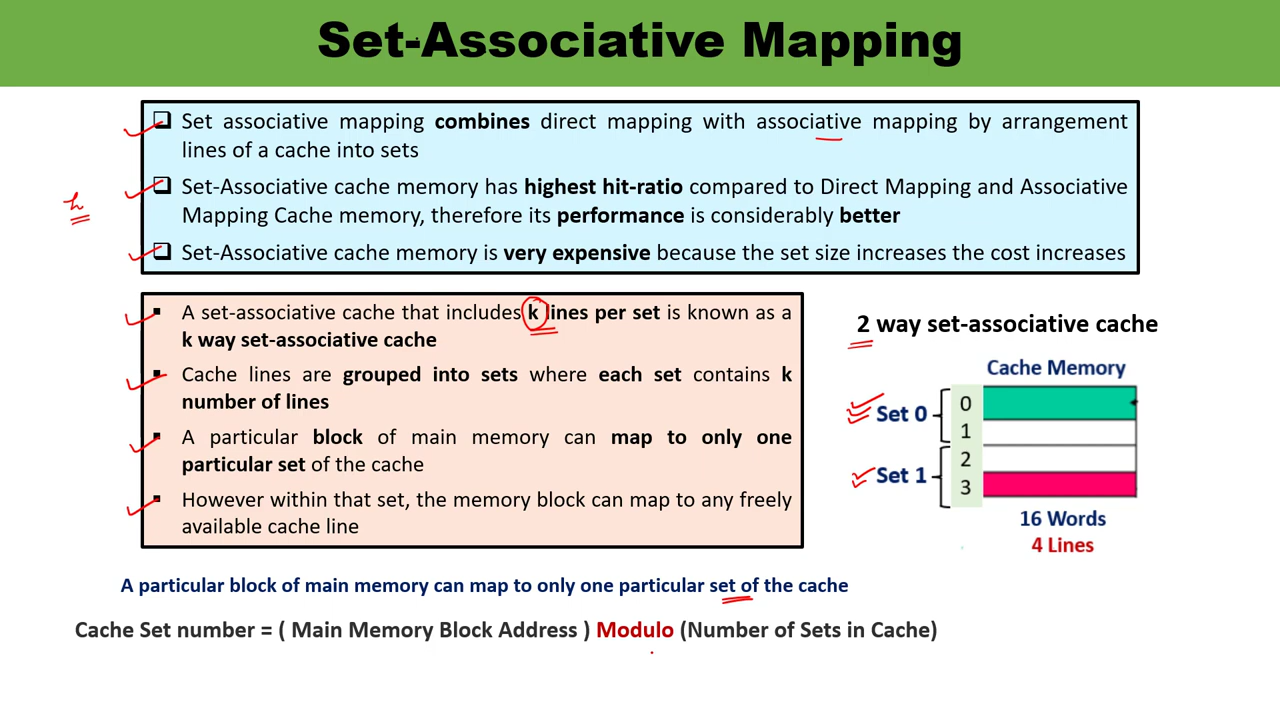 Set-Associative Mapping
Set associative mapping combines direct mapping with associative mapping by arrangement
lines of a cache into sets
Set-Associative cache memory has highest hit-ratio compared to Direct Mapping and Associative
Mapping Cache memory, therefore its performance is considerably better
Set-Associative cache memory is very expensive because the set size increases the cost increases
h
A set-associative cache that includes k lines per set is known as a
k way set-associative cache
Cache lines are grouped into sets where each set contains k
number of lines
A particular block of main memory can map to only one
particular set of the cache
However within that set, the memory block can map to any freely
available cache line
2 way set-associative cache
Cache Memory
Set 0
0
1
Set 1
2
3
16 Words
4 Lines
A particular block of main memory can map to only one particular set of the cache
Cache Set number = ( Main Memory Block Address ) Modulo (Number of Sets in Cache)